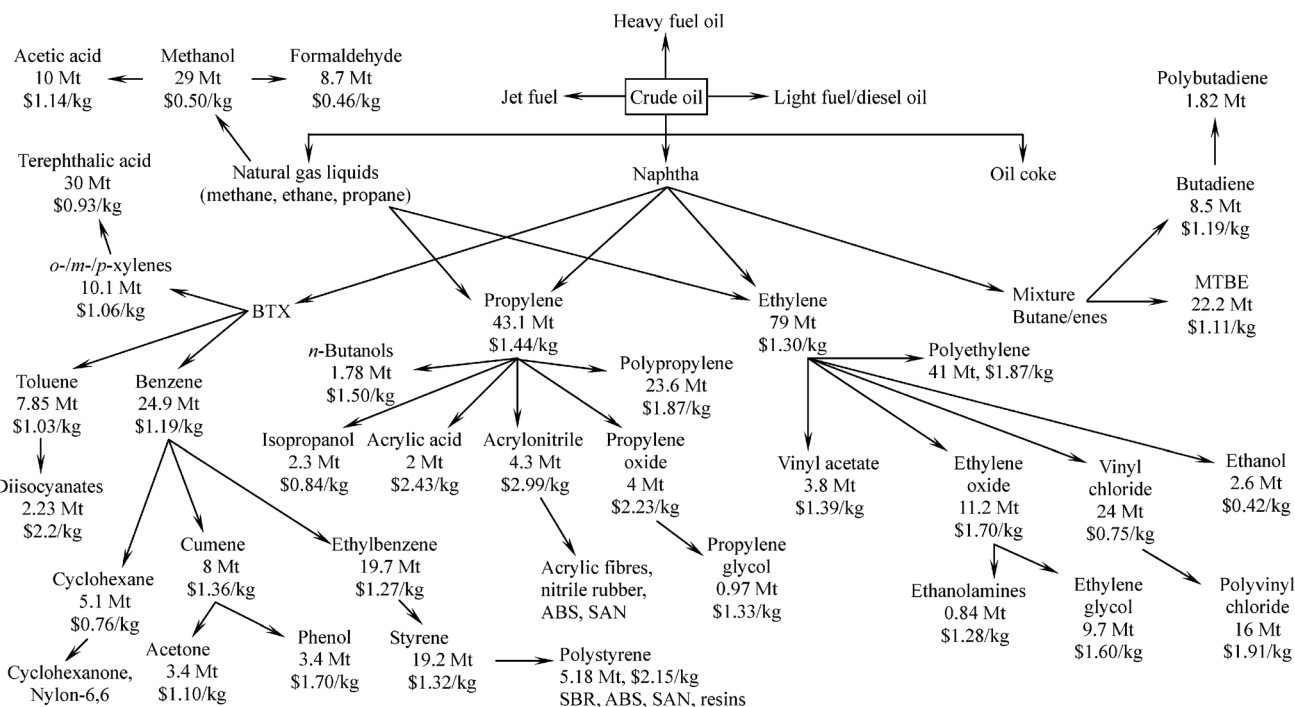 Heavy fuel oil
Acetic acid
10 Mt
$1.14/kg
Methanol
29 Mt
$0.50/kg
Formaldehyde
8.7 Mt
$0.46/kg
Jet fuel
Crude oil
Light fuel/diesel oil
Polybutadiene
1.82 Mt
Terephthalic acid
30 Mt
$0.93/kg
Natural gas liquids
(methane, ethane, propane)
Naphtha
Oil coke
Butadiene
8.5 Mt
$1.19/kg
o-/m-/p-xylenes
10.1 Mt
$1.06/kg
BTX
Propylene
43.1 Mt
$1.44/kg
Ethylene
79 Mt
$1.30/kg
Mixture
Butane/enes
MTBE
22.2 Mt
$1.11/kg
Toluene
7.85 Mt
$1.03/kg
Benzene
24.9 Mt
$1.19/kg
n-Butanols
1.78 Mt
$1.50/kg
Polypropylene
23.6 Mt
$1.87/kg
Polyethylene
41 Mt, $1.87/kg
Isopropanol
2.3 Mt
$0.84/kg
Acrylic acid
2 Mt
$2.43/kg
Acrylonitrile
4.3 Mt
$2.99/kg
Propylene
oxide
4 Mt
$2.23/kg
Vinyl acetate
3.8 Mt
$1.39/kg
Ethylene
oxide
11.2 Mt
$1.70/kg
Vinyl
chloride
24 Mt
$0.75/kg
Ethanol
2.6 Mt
$0.42/kg
Diisocyanates
2.23 Mt
$2.2/kg
Cyclohexane
5.1 Mt
$0.76/kg
Cumene
8 Mt
$1.36/kg
Ethylbenzene
19.7 Mt
$1.27/kg
Acrylic fibres,
nitrile rubber,
ABS, SAN
Propylene
glycol
0.97 Mt
$1.33/kg
Ethanolamines
0.84 Mt
$1.28/kg
Ethylene
glycol
9.7 Mt
$1.60/kg
Polyvinyl
chloride
16 Mt
$1.91/kg
Cyclohexanone,
Nylon-6,6
Acetone
3.4 Mt
$1.10/kg
Phenol
3.4 Mt
$1.70/kg
Styrene
19.2 Mt
$1.32/kg
Polystyrene
5.18 Mt, $2.15/kg
SBR, ABS, SAN, resins